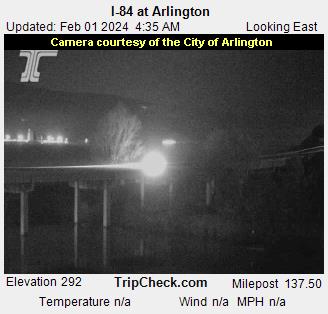 I-84 at Arlington
Updated: Feb 01 2024 4:35 AM Looking East
Camera courtesy of the City of Arlington
Elevation 292 TripCheck.com Milepost 137.50
Temperature n/a Wind n/a MPH n/a